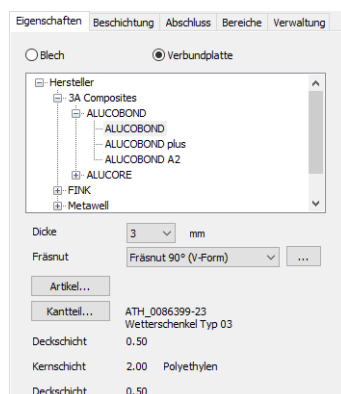 Eigenschaften Beschichtung Abschluss Bereiche Verwaltung
Blech Verbundplatte
Hersteller
3A Composites
ALUCOBOND
ALUCOBOND
ALUCOBOND plus
ALUCOBOND A2
ALUCORE
FINK
Metawell
Dicke 3 mm
Fräsnut Fräsnut 90° (V-Form) ...
Artikel...
Kantteil... ATH_0086399-23
Wetterschenkel Typ 03
Deckschicht 0.50
Kernschicht 2.00 Polyethylen
Deckschicht 0.50